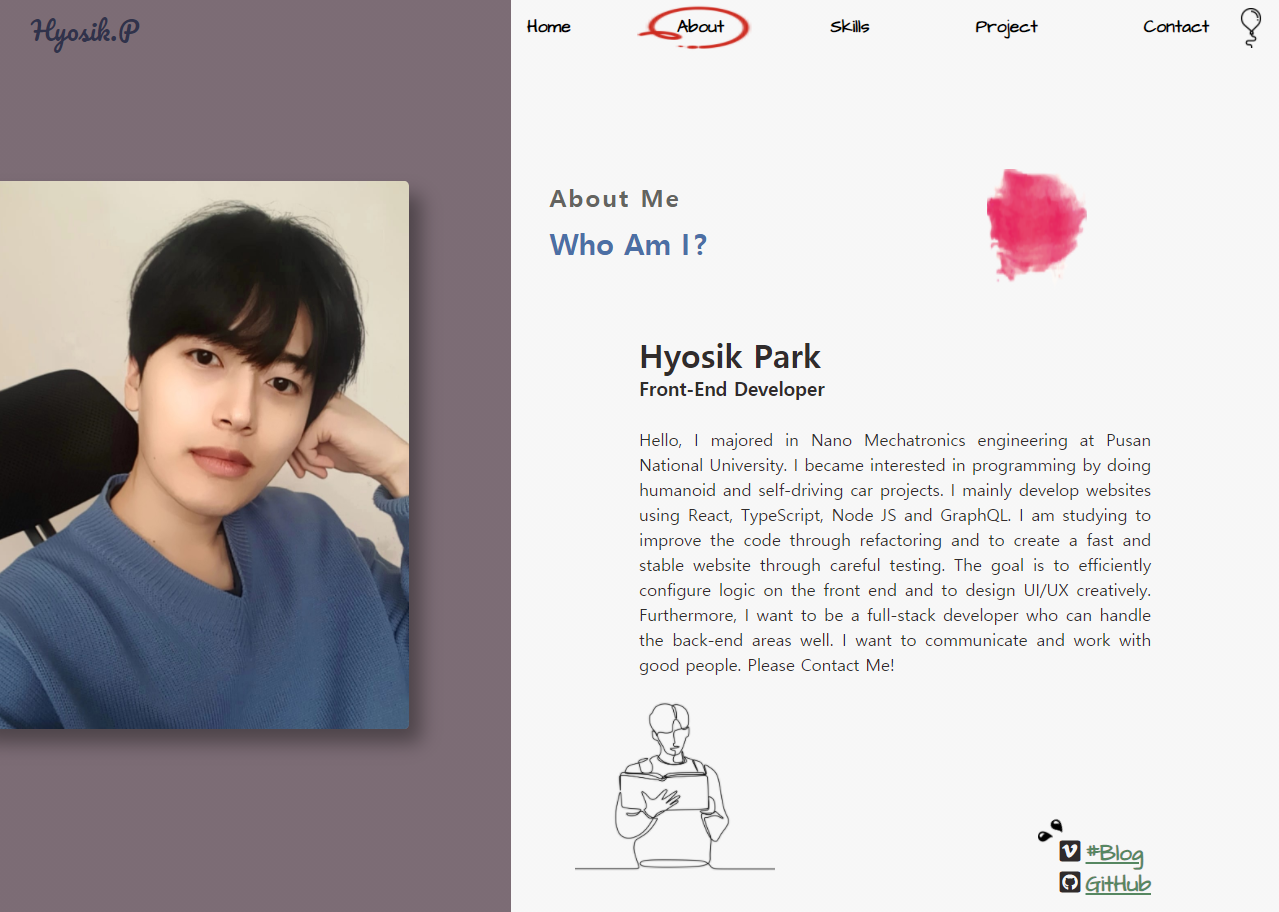 Hyosik.P
Home About Skills Project Contact
About Me
Who Am I?
Hyosik Park
Front-End Developer
Hello, I majored in Nano Mechatronics engineering at Pusan
National University. I became interested in programming by doing
humanoid and self-driving car projects. I mainly develop websites
using React, TypeScript, Node JS and GraphQL. I am studying to
improve the code through refactoring and to create a fast and
stable website through careful testing. The goal is to efficiently
configure logic on the front end and to design UI/UX creatively.
Furthermore, I want to be a full-stack developer who can handle
the back-end areas well. I want to communicate and work with
good people. Please Contact Me!
#Blog
GitHub